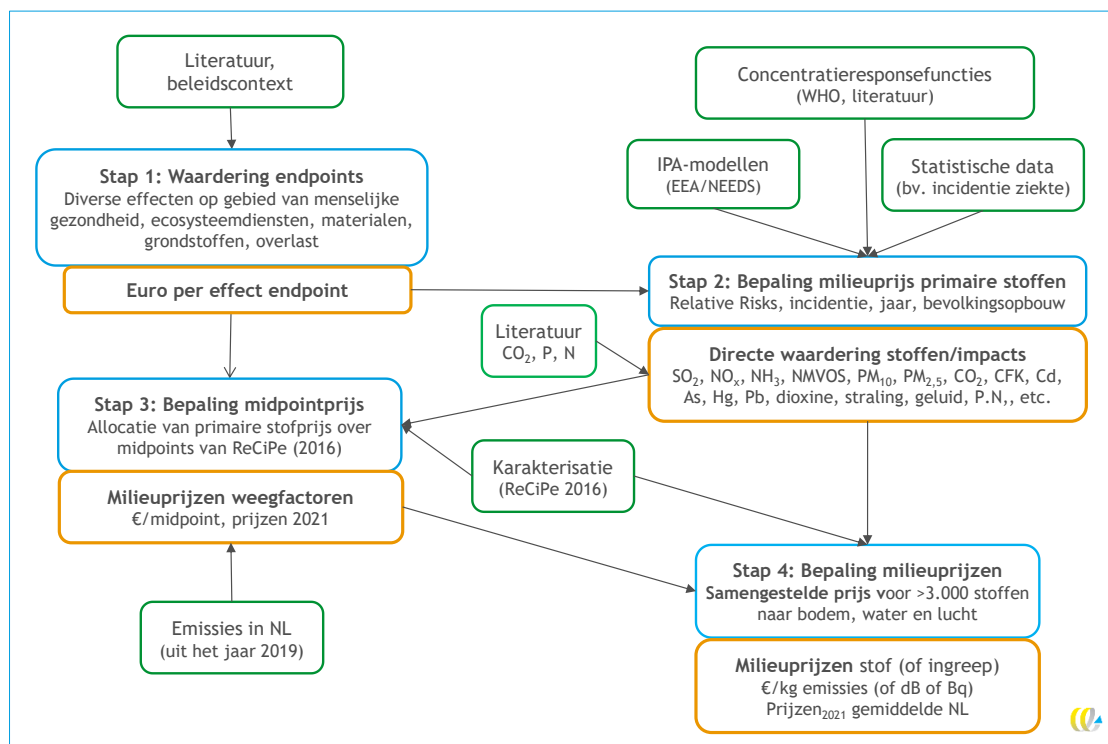 Literatuur,
beleidscontext
Concentratieresponsefuncties
(WHO, literatuur)
IPA-modellen
(EEA/NEEDS)
Statistische data
(bv. incidentie ziekte)
Stap 1: Waardering endpoints
Diverse effecten op gebied van menselijke
gezondheid, ecosysteemdiensten, materialen,
grondstoffen, overlast
Euro per effect endpoint
Stap 2: Bepaling milieuprijs primaire stoffen
Relative Risks, incidentie, jaar, bevolkingsopbouw
Literatuur
CO₂, P, N
Directe waardering stoffen/impacts
SO₂, NOₓ, NH₃, NMVOS, PM₁₀, PM₂,₅, CO₂, CFK, Cd,
As, Hg, Pb, dioxine, straling, geluid, P.N,, etc.
Stap 3: Bepaling midpointprijs
Allocatie van primaire stofprijs over
midpoints van ReCiPe (2016)
Karakterisatie
(ReCiPe 2016)
Milieuprijzen weegfactoren
€/midpoint, prijzen 2021
Stap 4: Bepaling milieuprijzen
Samengestelde prijs voor >3.000 stoffen
naar bodem, water en lucht
Emissies in NL
(uit het jaar 2019)
Milieuprijzen stof (of ingreep)
€/kg emissies (of dB of Bq)
Prijzen₂₀₂₁ gemiddelde NL